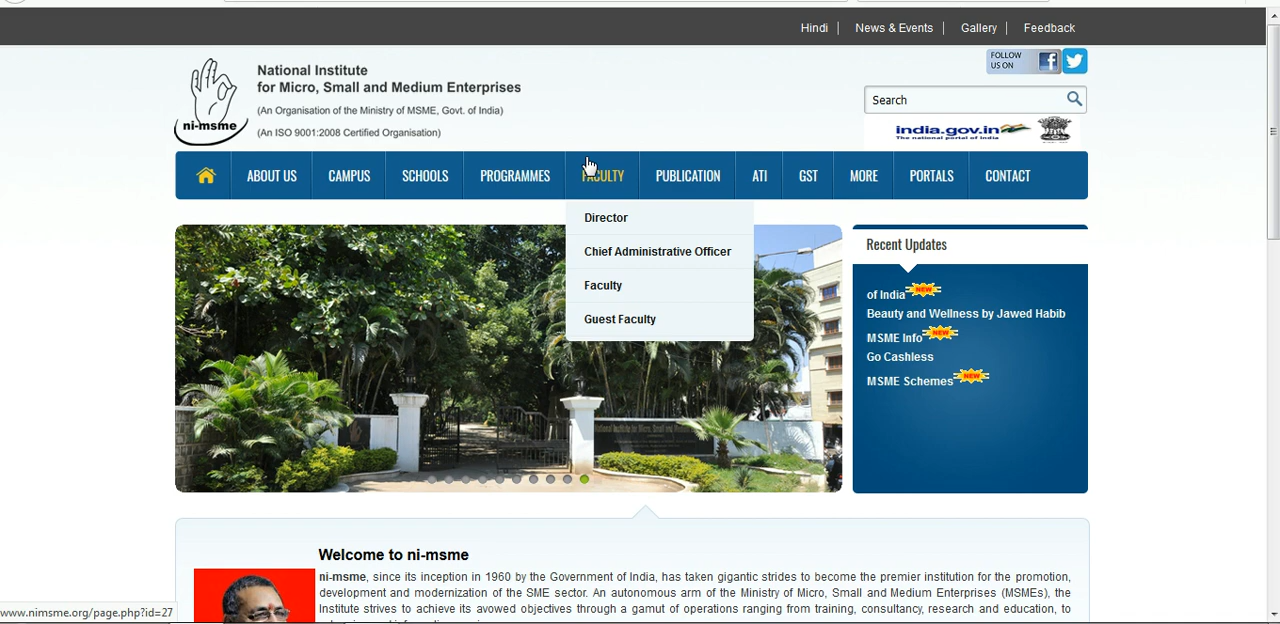 Hindi | News & Events | Gallery | Feedback
FOLLOW
US ON
ni-msme
National Institute
for Micro, Small and Medium Enterprises
(An Organisation of the Ministry of MSME, Govt. of India)
(An ISO 9001:2008 Certified Organisation)
Search
india.gov.in
The national portal of India
ABOUT US CAMPUS SCHOOLS PROGRAMMES FACULTY PUBLICATION ATI GST MORE PORTALS CONTACT
Director
Chief Administrative Officer
Faculty
Guest Faculty
Recent Updates
of India NEW
Beauty and Wellness by Jawed Habib
MSME Info NEW
Go Cashless
MSME Schemes NEW
Welcome to ni-msme
ni-msme, since its inception in 1960 by the Government of India, has taken gigantic strides to become the premier institution for the promotion,
development and modernization of the SME sector. An autonomous arm of the Ministry of Micro, Small and Medium Enterprises (MSMEs), the
Institute strives to achieve its avowed objectives through a gamut of operations ranging from training, consultancy, research and education, to
www.nimsme.org/page.php?id=27